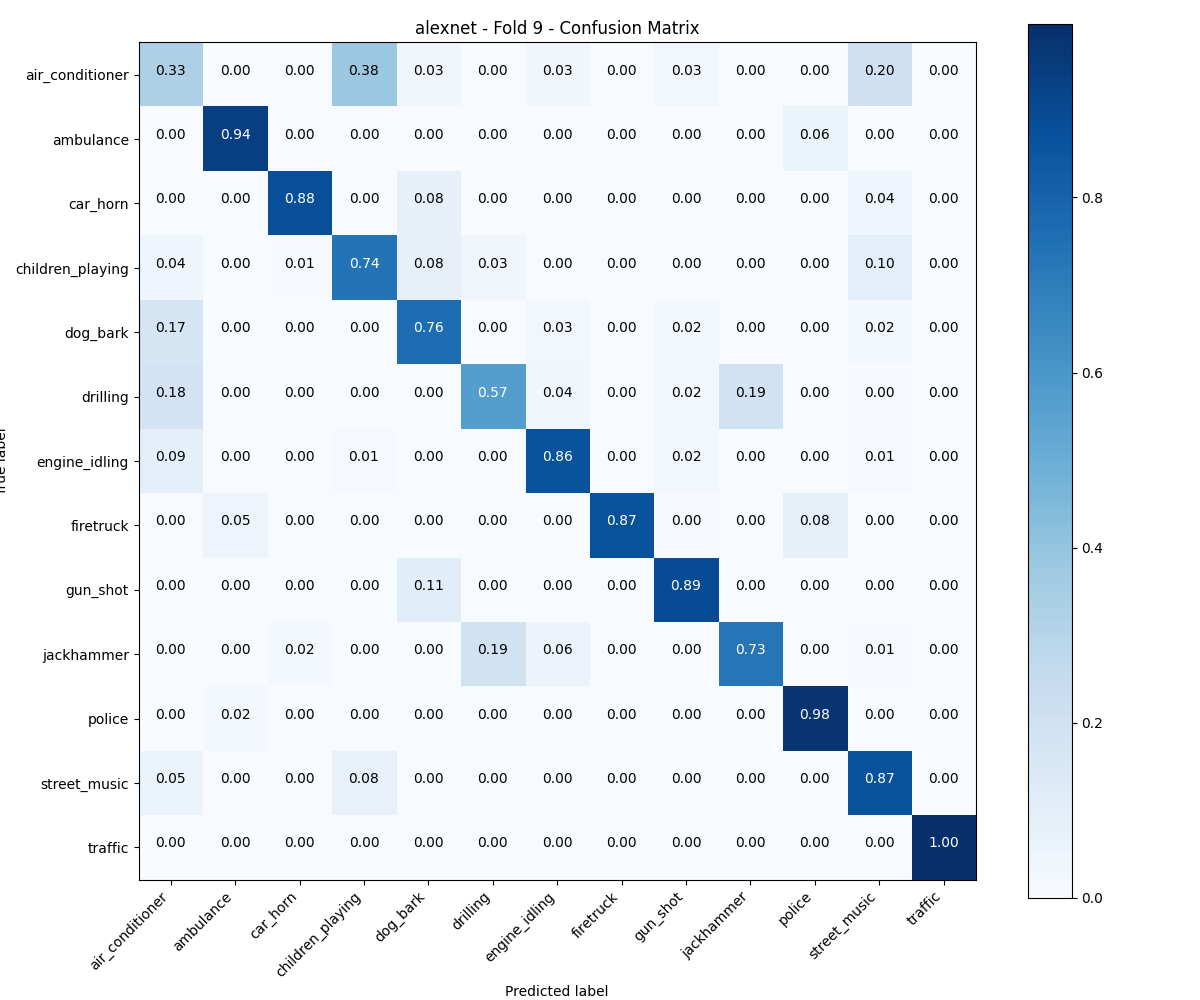 alexnet - Fold 9 - Confusion Matrix
air_conditioner 0.33 0.00 0.00 0.38 0.03 0.00 0.03 0.00 0.03 0.00 0.00 0.20 0.00
ambulance 0.00 0.94 0.00 0.00 0.00 0.00 0.00 0.00 0.00 0.00 0.06 0.00 0.00
car_horn 0.00 0.00 0.88 0.00 0.08 0.00 0.00 0.00 0.00 0.00 0.00 0.04 0.00
children_playing 0.04 0.00 0.01 0.74 0.08 0.03 0.00 0.00 0.00 0.00 0.00 0.10 0.00
dog_bark 0.17 0.00 0.00 0.00 0.76 0.00 0.03 0.00 0.02 0.00 0.00 0.02 0.00
drilling 0.18 0.00 0.00 0.00 0.00 0.57 0.04 0.00 0.02 0.19 0.00 0.00 0.00
engine_idling 0.09 0.00 0.00 0.01 0.00 0.00 0.86 0.00 0.02 0.00 0.00 0.01 0.00
firetruck 0.00 0.05 0.00 0.00 0.00 0.00 0.00 0.87 0.00 0.00 0.08 0.00 0.00
gun_shot 0.00 0.00 0.00 0.00 0.11 0.00 0.00 0.00 0.89 0.00 0.00 0.00 0.00
jackhammer 0.00 0.00 0.02 0.00 0.00 0.19 0.06 0.00 0.00 0.73 0.00 0.01 0.00
police 0.00 0.02 0.00 0.00 0.00 0.00 0.00 0.00 0.00 0.00 0.98 0.00 0.00
street_music 0.05 0.00 0.00 0.08 0.00 0.00 0.00 0.00 0.00 0.00 0.00 0.87 0.00
traffic 0.00 0.00 0.00 0.00 0.00 0.00 0.00 0.00 0.00 0.00 0.00 0.00 1.00
air_conditioner ambulance car_horn children_playing dog_bark drilling engine_idling firetruck gun_shot jackhammer police street_music traffic
Predicted label
0.8
0.6
0.4
0.2
0.0